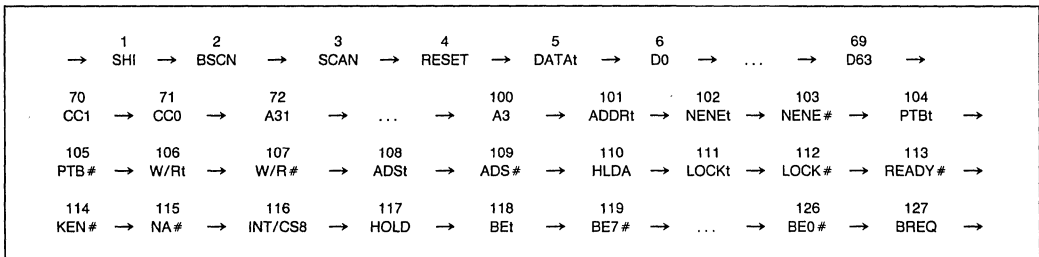 1 2 3 4 5 6 69
→ SHI → BSCN → SCAN → RESET → DATAt → D0 → ... → D63 →
70 71 72 100 101 102 103 104
CC1 → CC0 → A31 → ... → A3 → ADDRt → NENEt → NENE# → PTBt →
105 106 107 108 109 110 111 112 113
PTB# → W/Rt → W/R# → ADSt → ADS# → HLDA → LOCKt → LOCK# → READY# →
114 115 116 117 118 119 126 127
KEN# → NA# → INT/CS8 → HOLD → BEt → BE7# → ... → BE0# → BREQ →